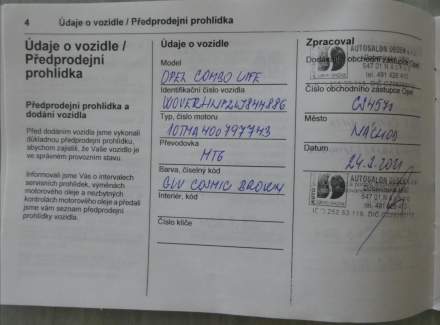 4 Údaje o vozidle / Předprodejní prohlídka
Údaje o vozidle /
Předprodejní
prohlídka
Předprodejní prohlídka a
dodání vozidla
Před dodáním vozidla jsme vykonali
důkladnou předprodejní prohlídku,
abychom zajistili, že Vaše vozidlo je
ve správném provozním stavu.
Informovali jsme Vás o intervalech
servisních prohlídek, výměnách
motorového oleje a nezbytných
kontrolách motorového oleje a předali
jsme vám seznam předprodejní
prohlídky vozidla.
Údaje o vozidle
Model
OPEL COMBO LIFE
Identifikační číslo vozidla
Typ, číslo motoru
10TMA400797743
Převodovka
MT6
Barva, číselný kód
COSMIC BROWN
Interiér, kód
Číslo klíče
Zpracoval
AUTOSALON
Číslo obchodního zástupce Opel
Město
NÁCHOD
Datum
24.2.2021
AUTOSALON